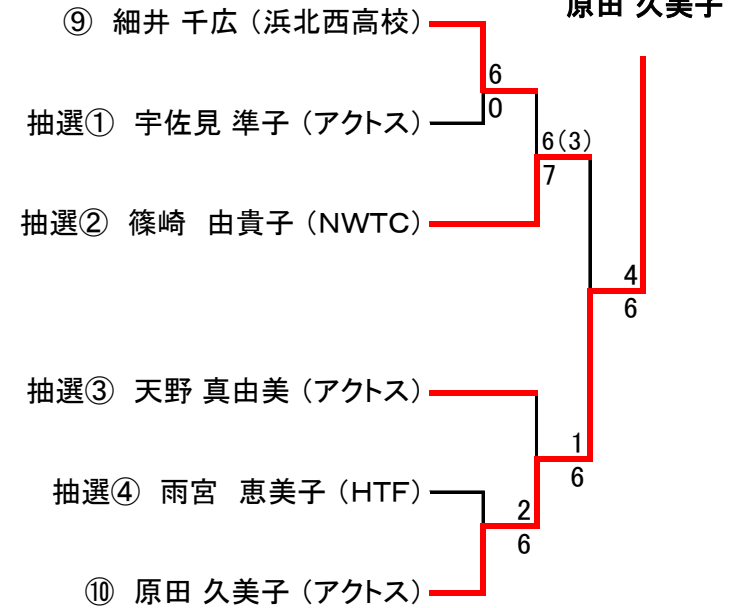 原田 久美子
⑨ 細井 千広 (浜北西高校)
6
抽選① 宇佐見 準子 (アクトス)
0
6(3)
7
抽選② 篠崎　由貴子 (NWTC)
4
6
抽選③ 天野 真由美 (アクトス)
1
6
抽選④ 雨宮　恵美子 (HTF)
2
6
⑩ 原田 久美子 (アクトス)